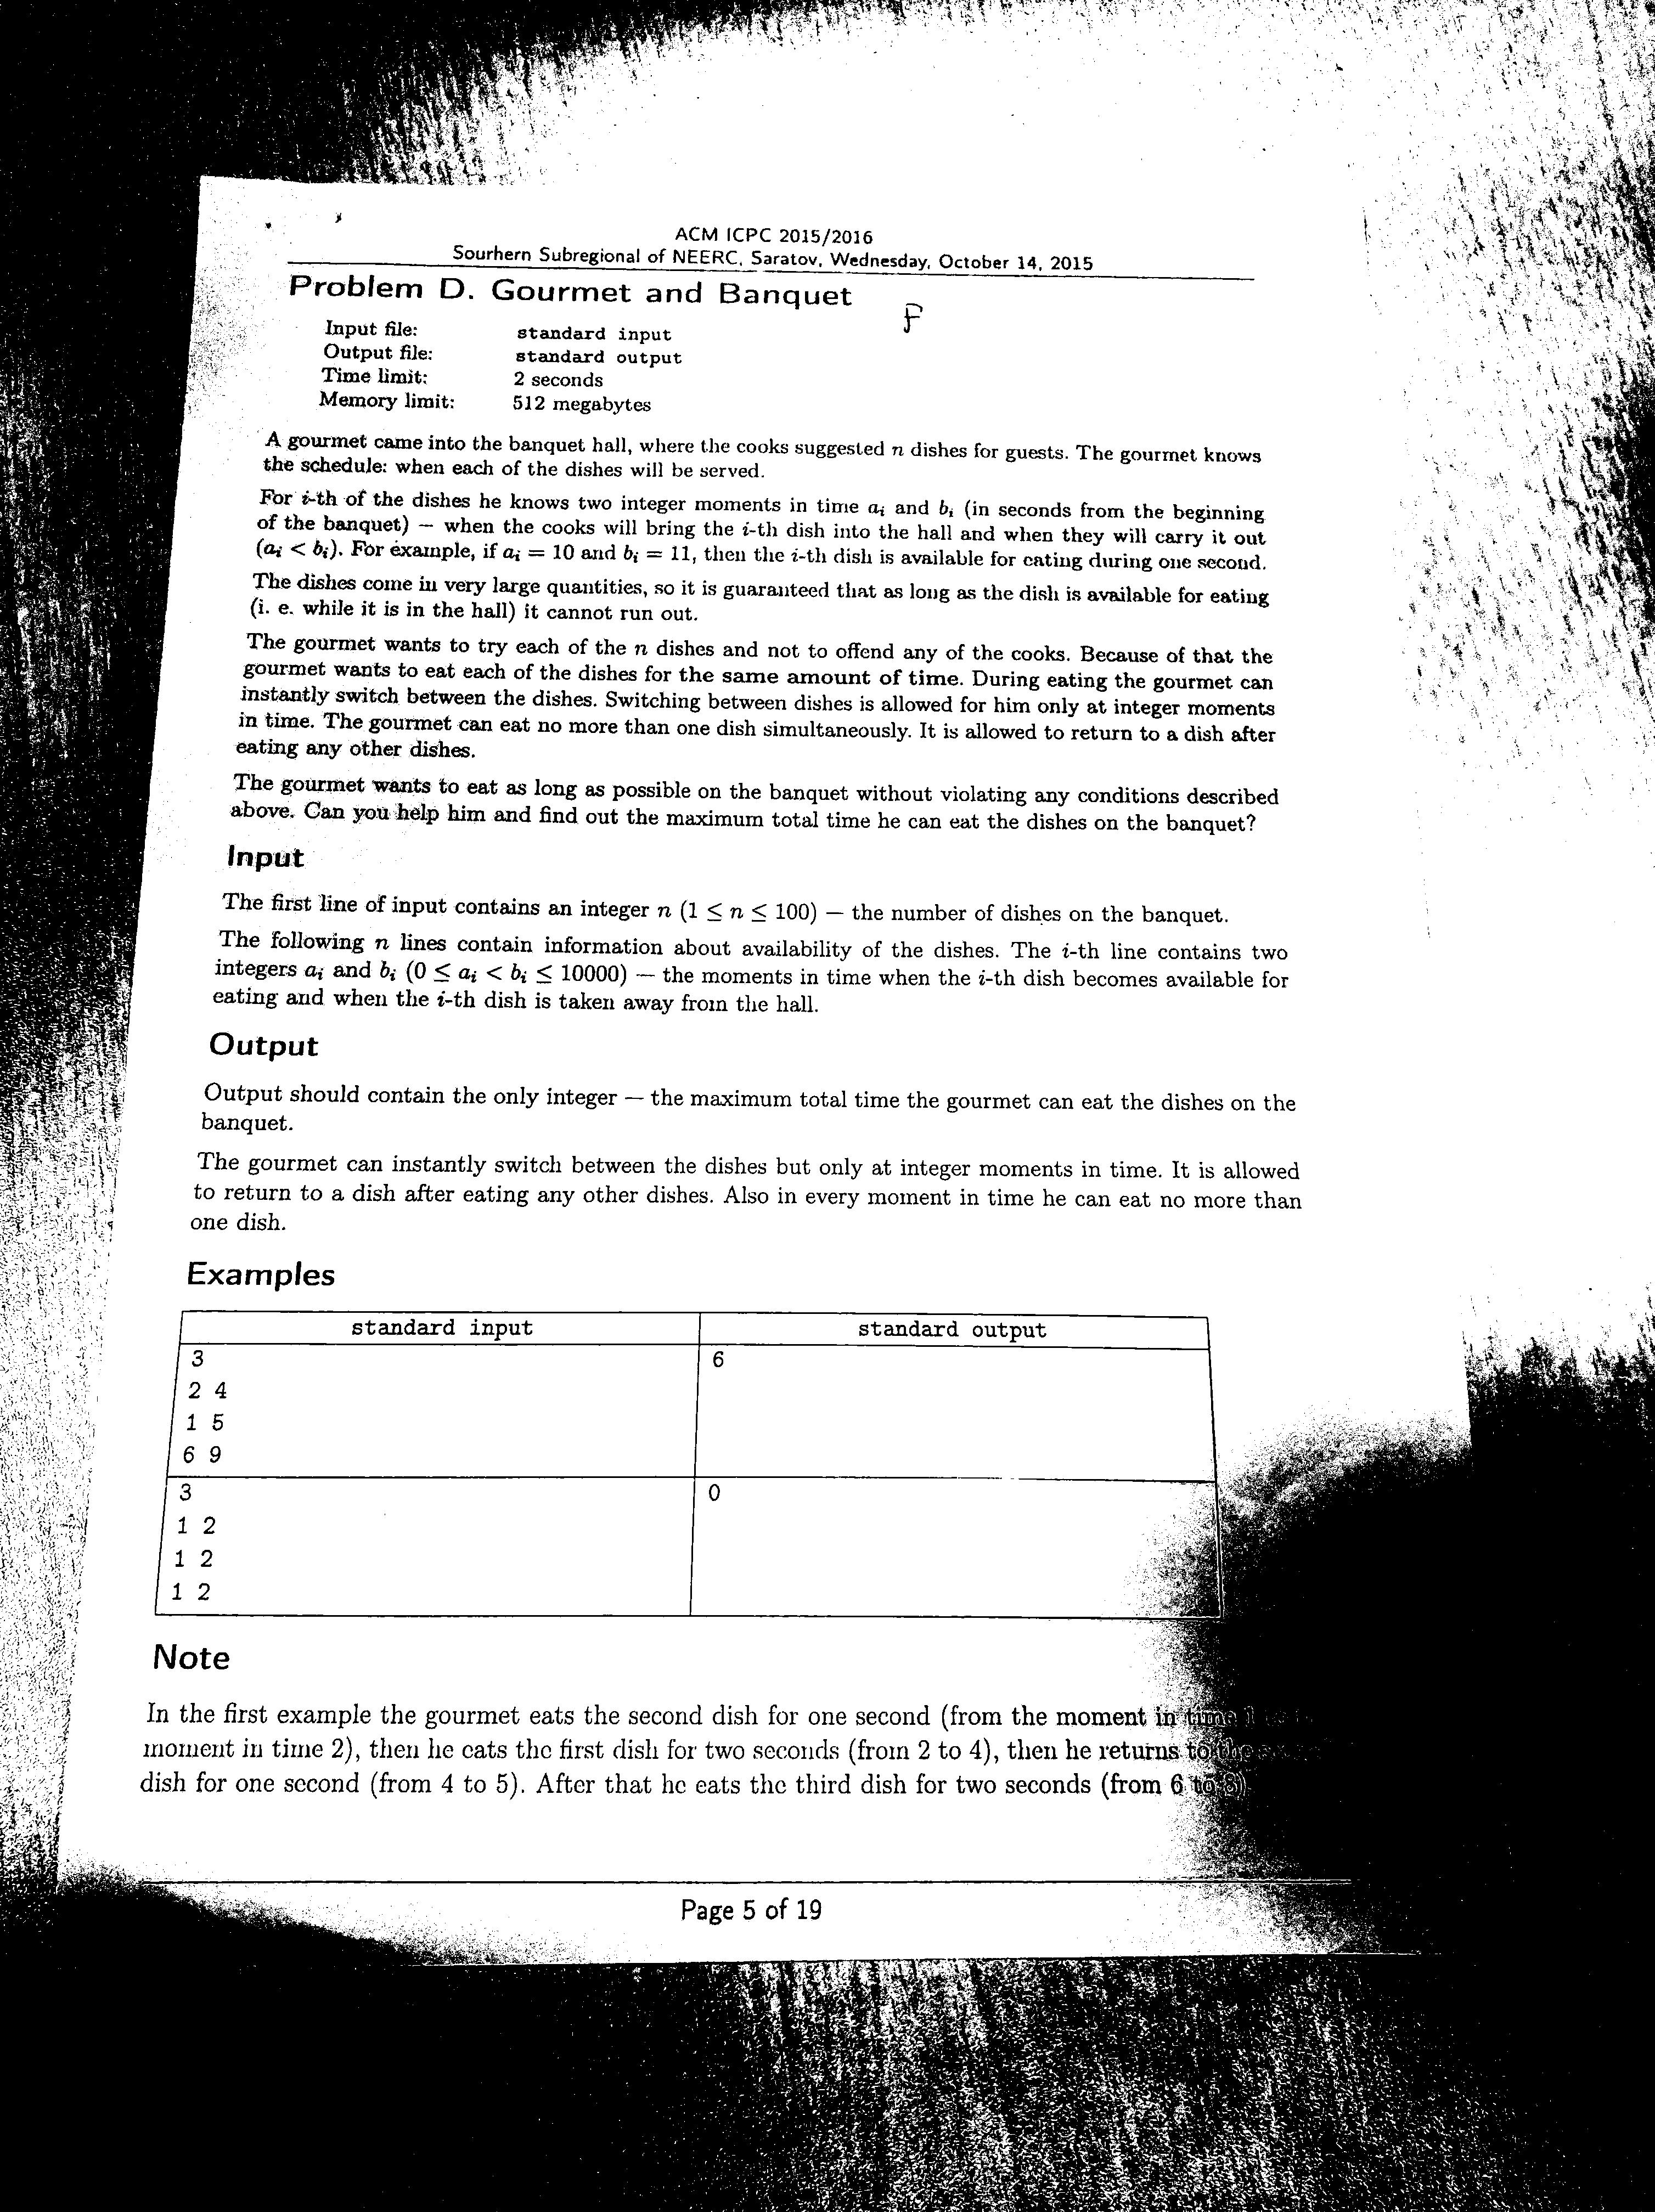 ACM ICPC 2015/2016
Sourhern Subregional of NEERC, Saratov, Wednesday, October 14, 2015
Problem D. Gourmet and Banquet
F
Input file: standard input
Output file: standard output
Time limit: 2 seconds
Memory limit: 512 megabytes
A gourmet came into the banquet hall, where the cooks suggested n dishes for guests. The gourmet knows
the schedule: when each of the dishes will be served.
For i-th of the dishes he knows two integer moments in time aᵢ and bᵢ (in seconds from the beginning
of the banquet) — when the cooks will bring the i-th dish into the hall and when they will carry it out
(aᵢ < bᵢ). For example, if aᵢ = 10 and bᵢ = 11, then the i-th dish is available for eating during one second.
The dishes come in very large quantities, so it is guaranteed that as long as the dish is available for eating
(i. e. while it is in the hall) it cannot run out.
The gourmet wants to try each of the n dishes and not to offend any of the cooks. Because of that the
gourmet wants to eat each of the dishes for the same amount of time. During eating the gourmet can
instantly switch between the dishes. Switching between dishes is allowed for him only at integer moments
in time. The gourmet can eat no more than one dish simultaneously. It is allowed to return to a dish after
eating any other dishes.
The gourmet wants to eat as long as possible on the banquet without violating any conditions described
above. Can you help him and find out the maximum total time he can eat the dishes on the banquet?
Input
The first line of input contains an integer n (1 ≤ n ≤ 100) — the number of dishes on the banquet.
The following n lines contain information about availability of the dishes. The i-th line contains two
integers aᵢ and bᵢ (0 ≤ aᵢ < bᵢ ≤ 10000) — the moments in time when the i-th dish becomes available for
eating and when the i-th dish is taken away from the hall.
Output
Output should contain the only integer — the maximum total time the gourmet can eat the dishes on the
banquet.
The gourmet can instantly switch between the dishes but only at integer moments in time. It is allowed
to return to a dish after eating any other dishes. Also in every moment in time he can eat no more than
one dish.
Examples
standard input standard output
3 6
2 4
1 5
6 9
3 0
1 2
1 2
1 2
Note
In the first example the gourmet eats the second dish for one second (from the moment in time 1
moment in time 2), then he eats the first dish for two seconds (from 2 to 4), then he returns to the
dish for one second (from 4 to 5). After that he eats the third dish for two seconds (from 6 to 8)
Page 5 of 19